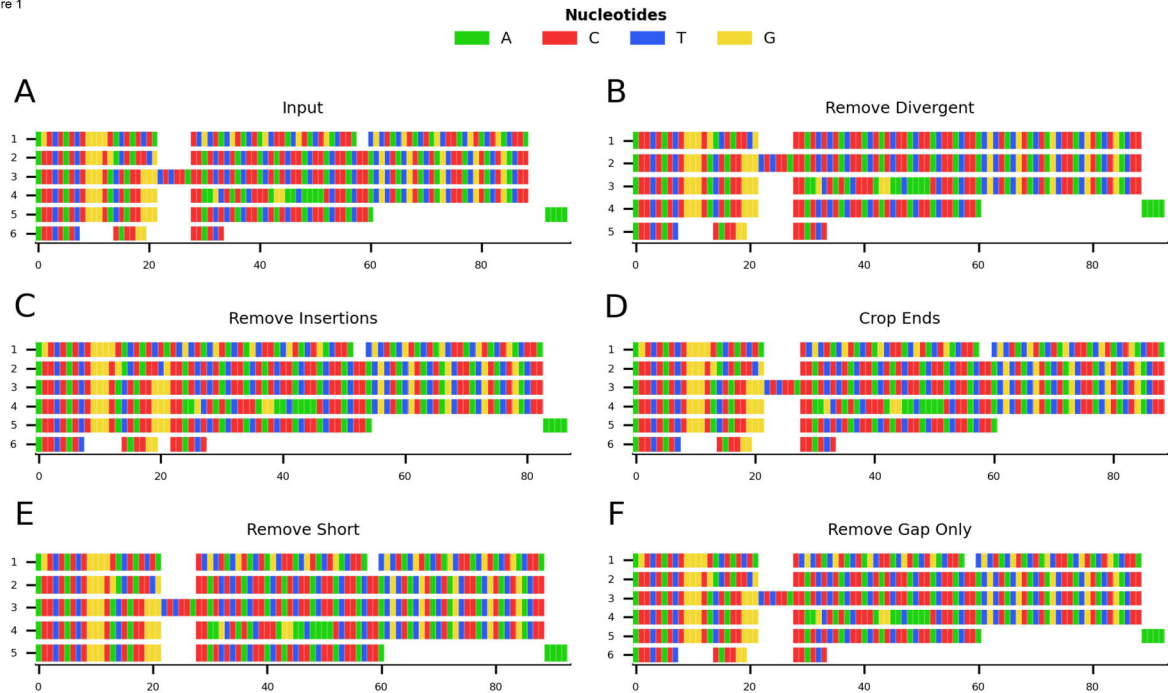 re 1
Nucleotides
A C T G
A
Input
1
2
3
4
5
6
0 20 40 60 80
B
Remove Divergent
1
2
3
4
5
0 20 40 60 80
C
Remove Insertions
1
2
3
4
5
6
0 20 40 60 80
D
Crop Ends
1
2
3
4
5
6
0 20 40 60 80
E
Remove Short
1
2
3
4
5
0 20 40 60 80
F
Remove Gap Only
1
2
3
4
5
6
0 20 40 60 80